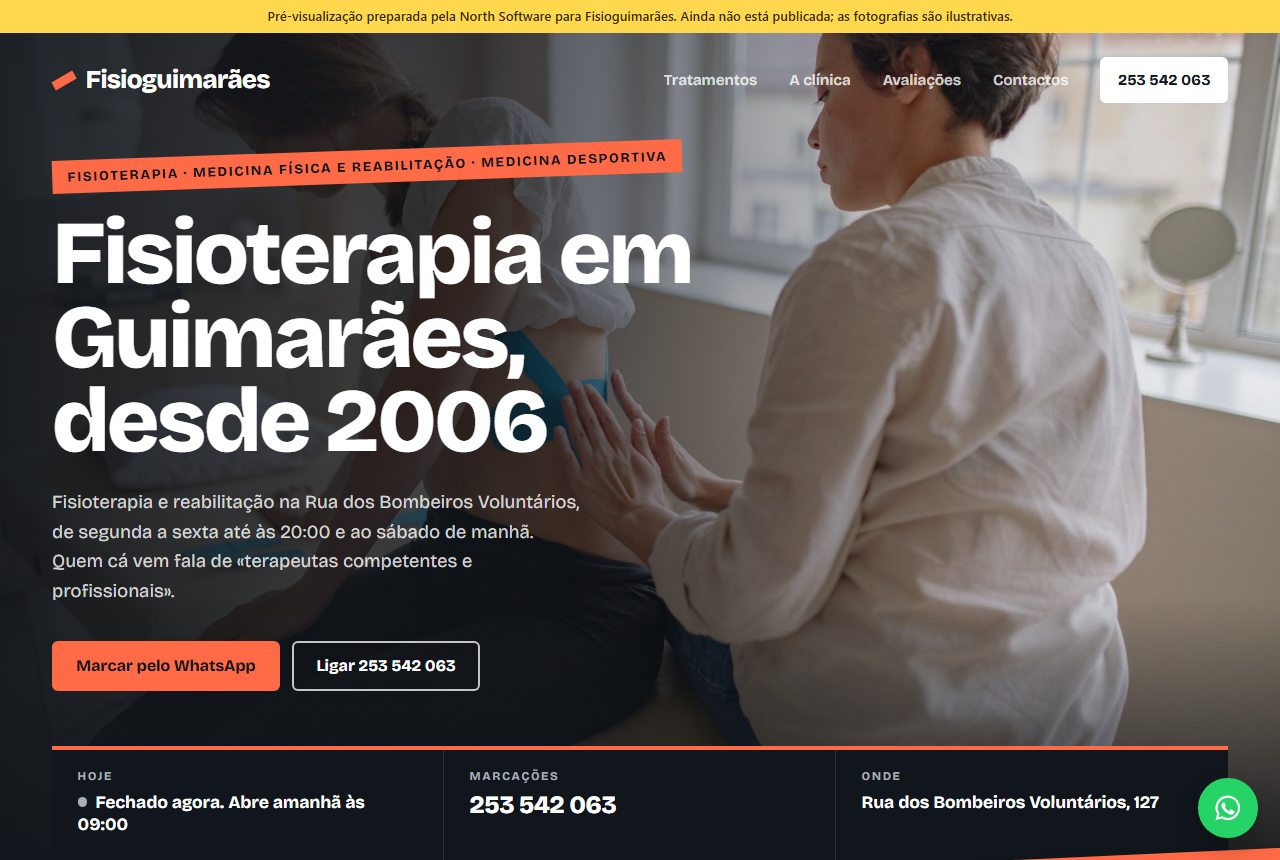 Pré-visualização preparada pela North Software para Fisioguimarães. Ainda não está publicada; as fotografias são ilustrativas.
Fisioguimarães
Tratamentos
A clínica
Avaliações
Contactos
253 542 063
FISIOTERAPIA · MEDICINA FÍSICA E REABILITAÇÃO · MEDICINA DESPORTIVA
Fisioterapia em
Guimarães,
desde 2006
Fisioterapia e reabilitação na Rua dos Bombeiros Voluntários,
de segunda a sexta até às 20:00 e ao sábado de manhã.
Quem cá vem fala de «terapeutas competentes e
profissionais».
Marcar pelo WhatsApp
Ligar 253 542 063
HOJE
Fechado agora. Abre amanhã às
09:00
MARCAÇÕES
253 542 063
ONDE
Rua dos Bombeiros Voluntários, 127